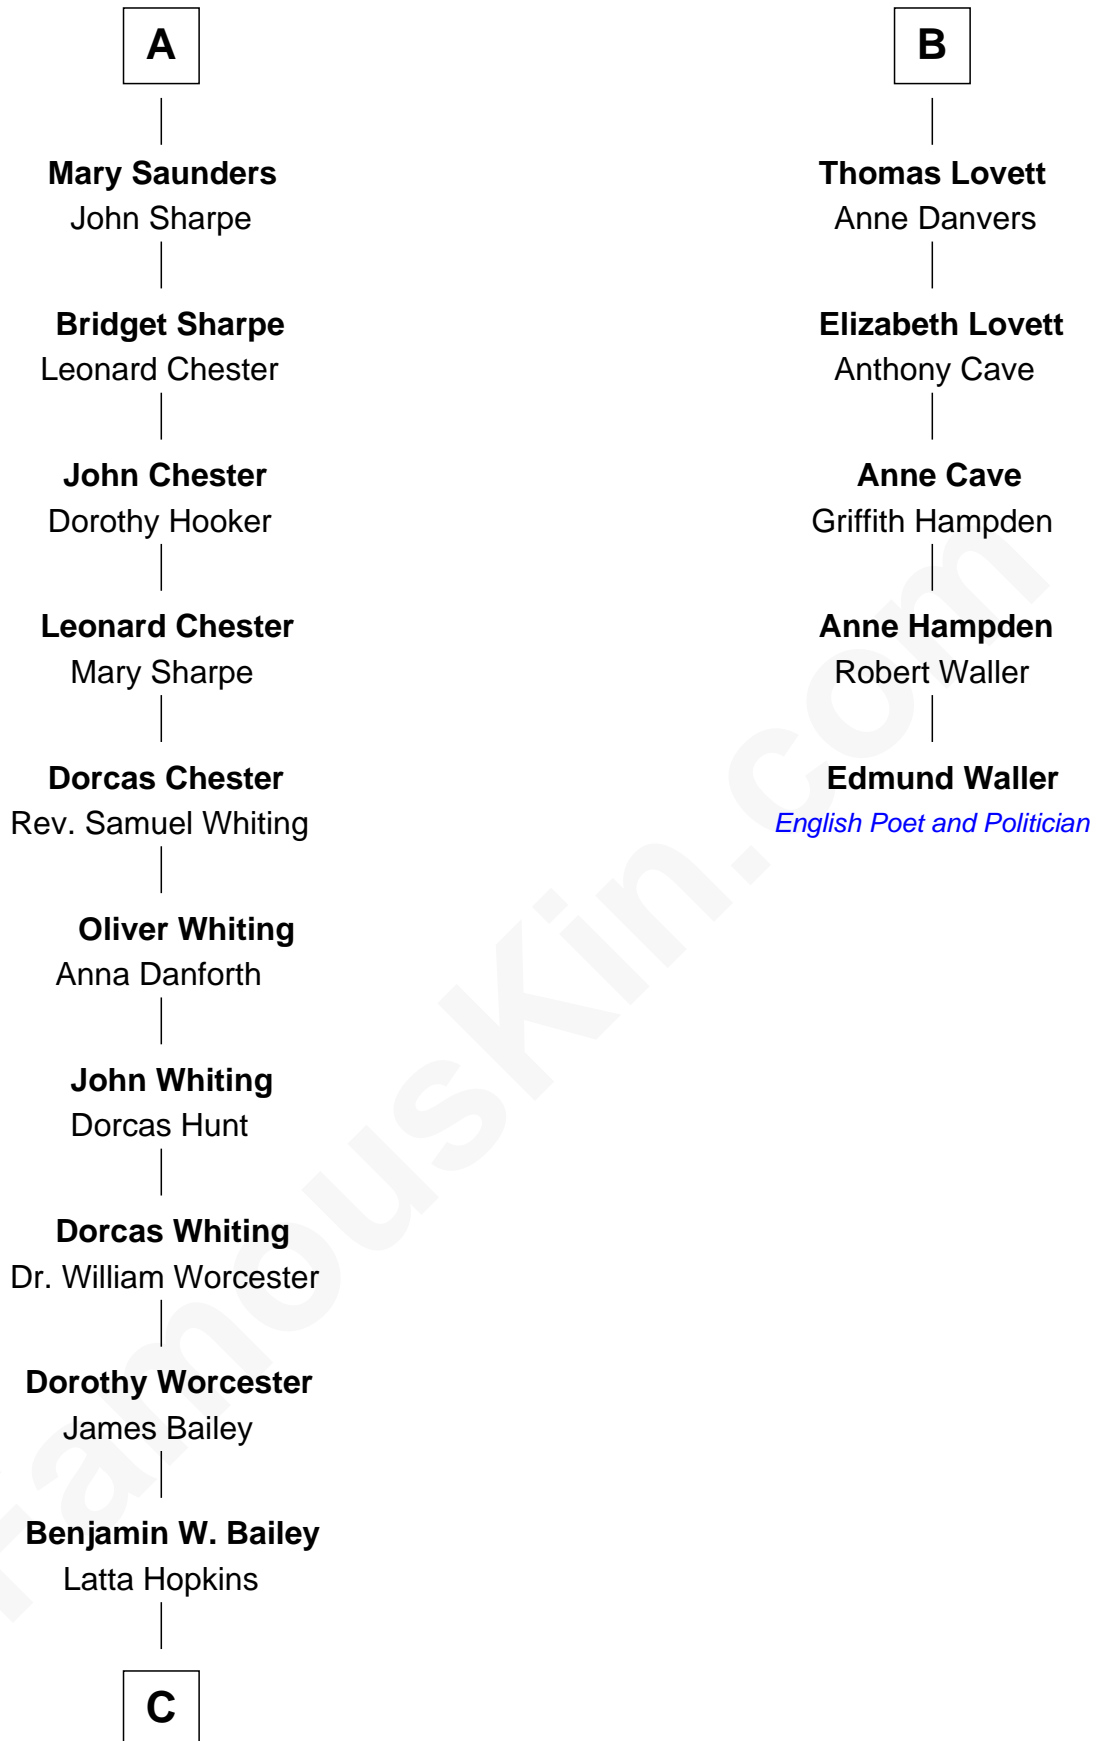 A
Mary Saunders
John Sharpe
Bridget Sharpe
Leonard Chester
John Chester
Dorothy Hooker
Leonard Chester
Mary Sharpe
Dorcas Chester
Rev. Samuel Whiting
Oliver Whiting
Anna Danforth
John Whiting
Dorcas Hunt
Dorcas Whiting
Dr. William Worcester
Dorothy Worcester
James Bailey
Benjamin W. Bailey
Latta Hopkins
C
B
Thomas Lovett
Anne Danvers
Elizabeth Lovett
Anthony Cave
Anne Cave
Griffith Hampden
Anne Hampden
Robert Waller
Edmund Waller
English Poet and Politician
FamousKin.com